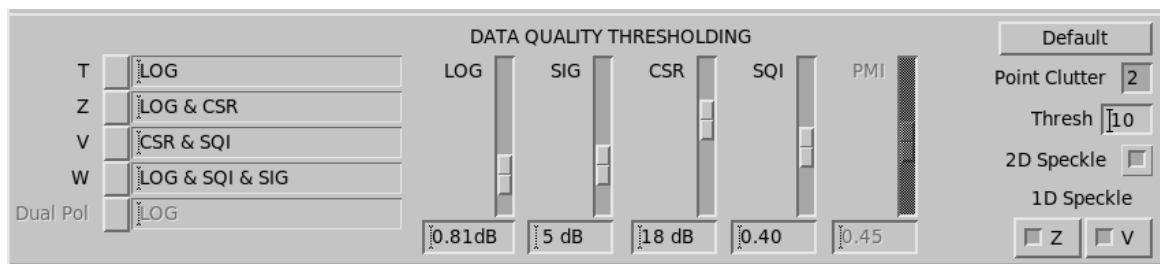 DATA QUALITY THRESHOLDING
Default
T LOG
Z LOG & CSR
V CSR & SQI
W LOG & SQI & SIG
Dual Pol LOG
LOG SIG CSR SQI PMI
0.81dB 5 dB 18 dB 0.40 0.45
Point Clutter 2
Thresh 10
2D Speckle
1D Speckle
Z V